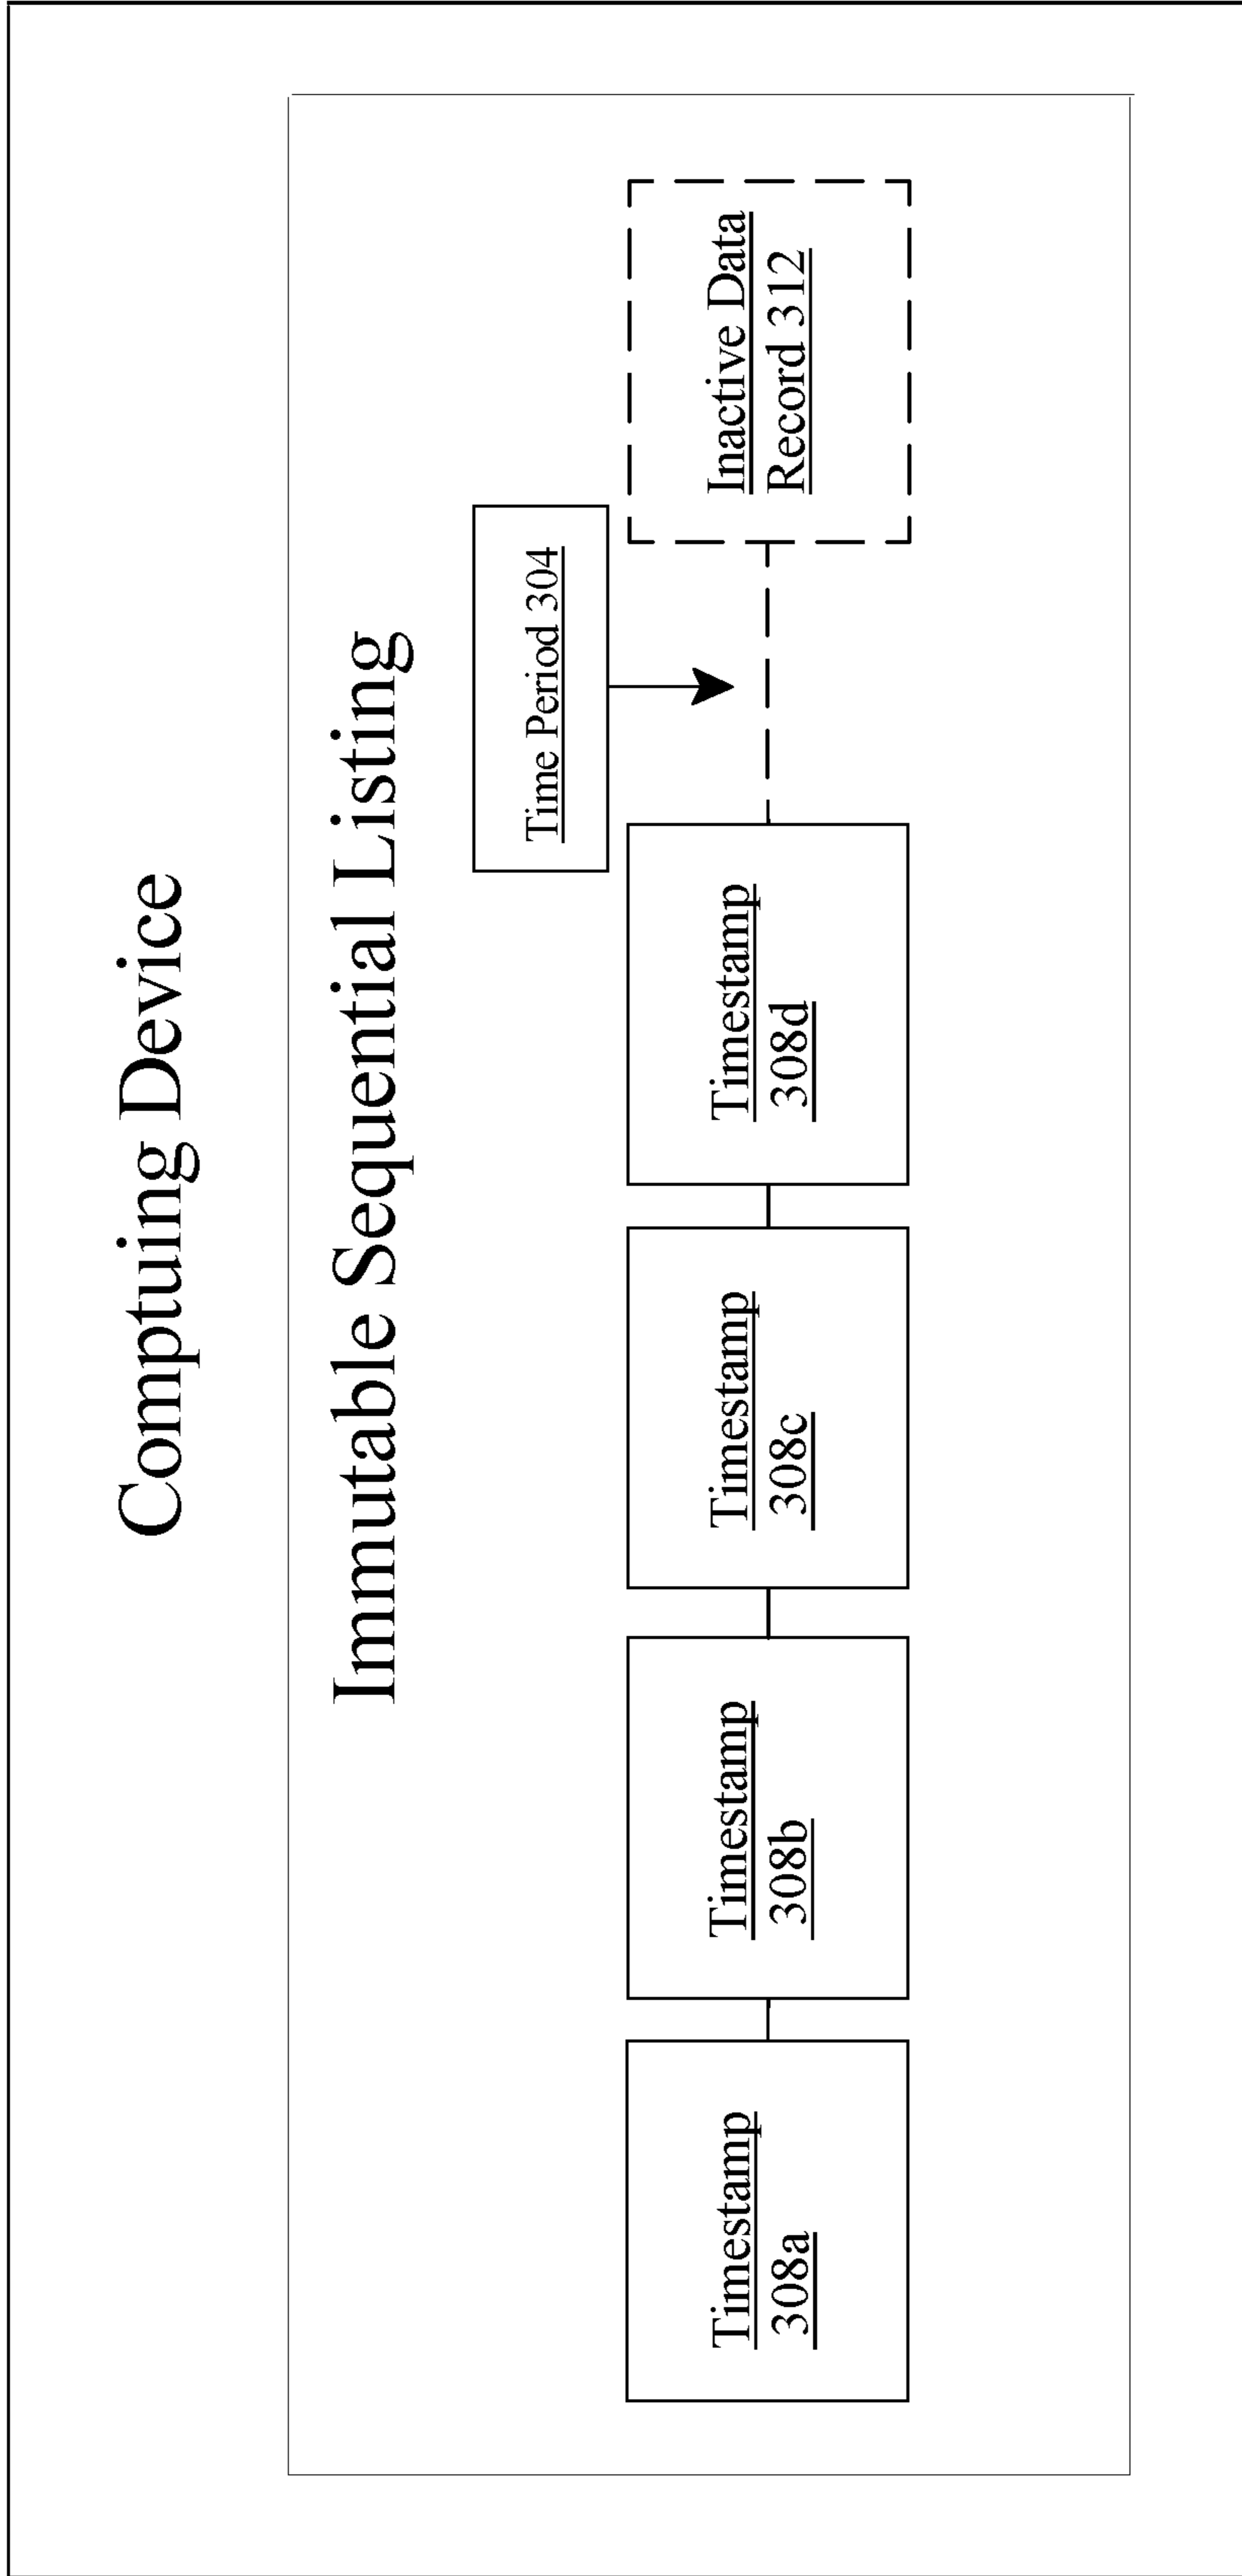 Comptuing Device
Immutable Sequential Listing
Time Period 304
Timestamp
308a
Timestamp
308b
Timestamp
308c
Timestamp
308d
Inactive Data
Record 312